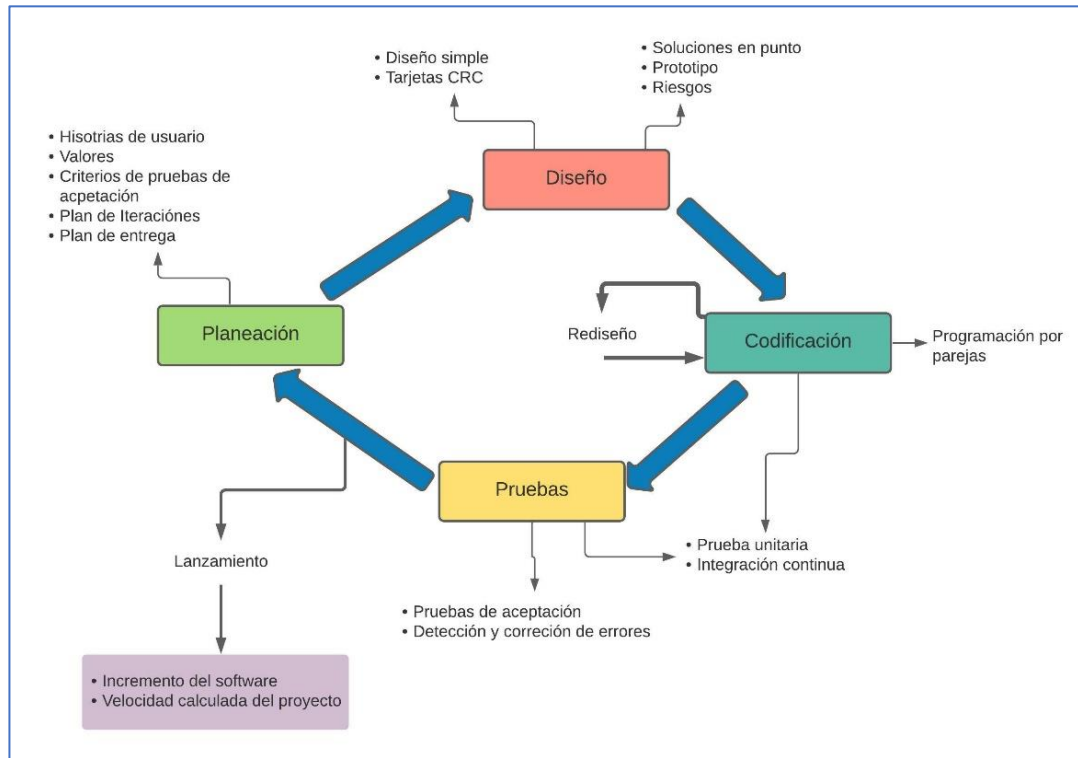 • Diseño simple
• Tarjetas CRC
• Soluciones en punto
• Prototipo
• Riesgos
• Hisotrias de usuario
• Valores
• Criterios de pruebas de
acpetación
• Plan de Iteraciónes
• Plan de entrega
Diseño
Planeación
Rediseño
Codificación
Programación por
parejas
Pruebas
• Prueba unitaria
• Integración continua
Lanzamiento
• Pruebas de aceptación
• Detección y correción de errores
• Incremento del software
• Velocidad calculada del proyecto